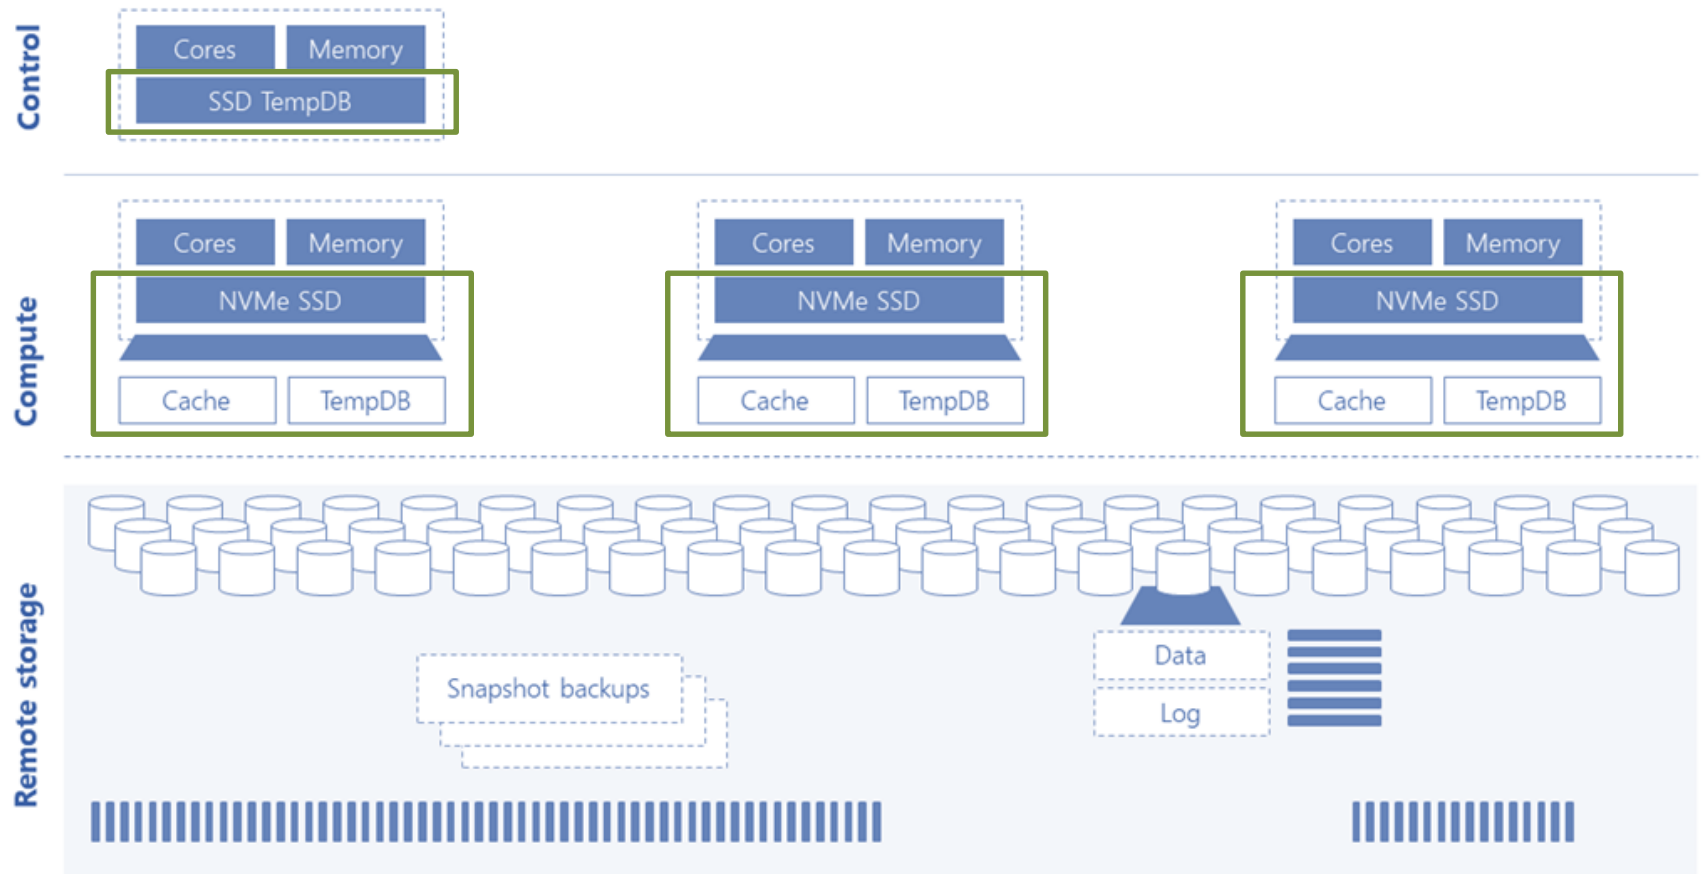 Control
Cores Memory
SSD TempDB
Compute
Cores Memory Cores Memory Cores Memory
NVMe SSD NVMe SSD NVMe SSD
Cache TempDB Cache TempDB Cache TempDB
Remote storage
Data
Snapshot backups
Log